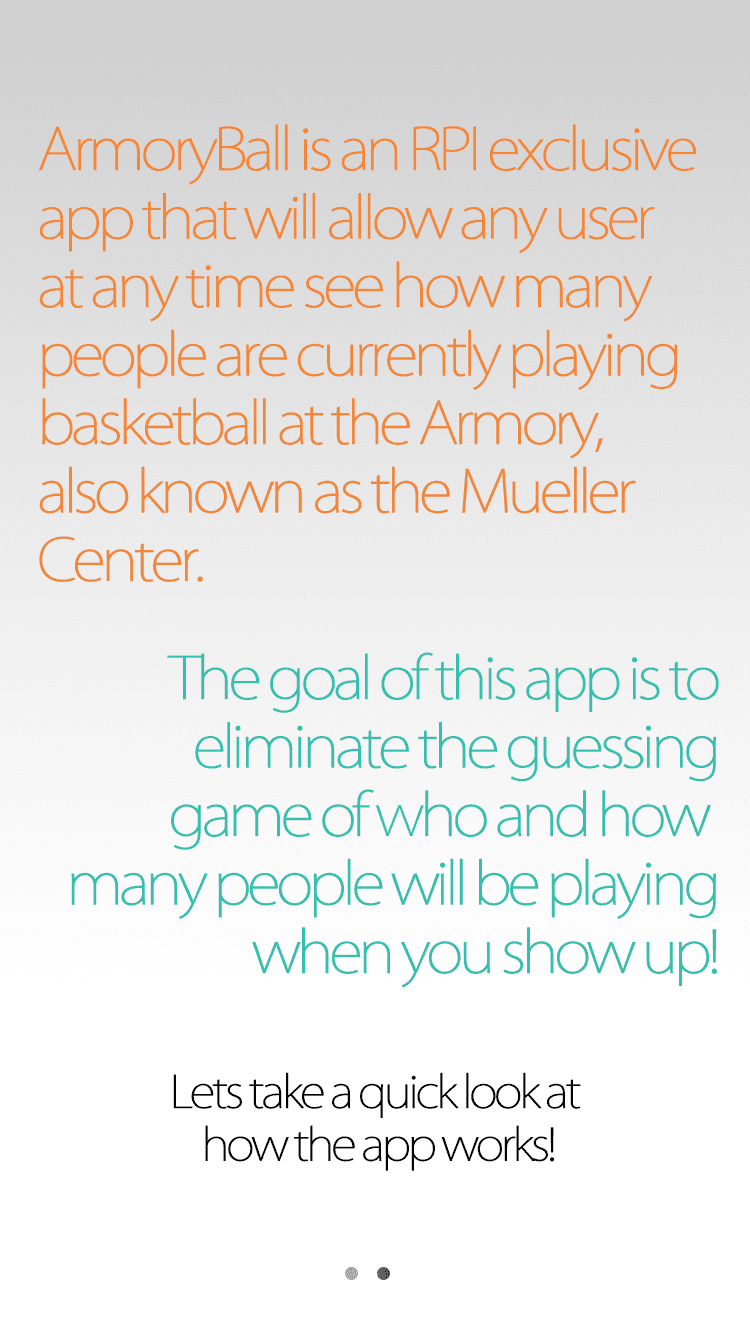 ArmoryBall is an RPI exclusive
app that will allow any user
at any time see how many
people are currently playing
basketball at the Armory,
also known as the Mueller
Center.
The goal of this app is to
eliminate the guessing
game of who and how
many people will be playing
when you show up!
Lets take a quick look at
how the app works!